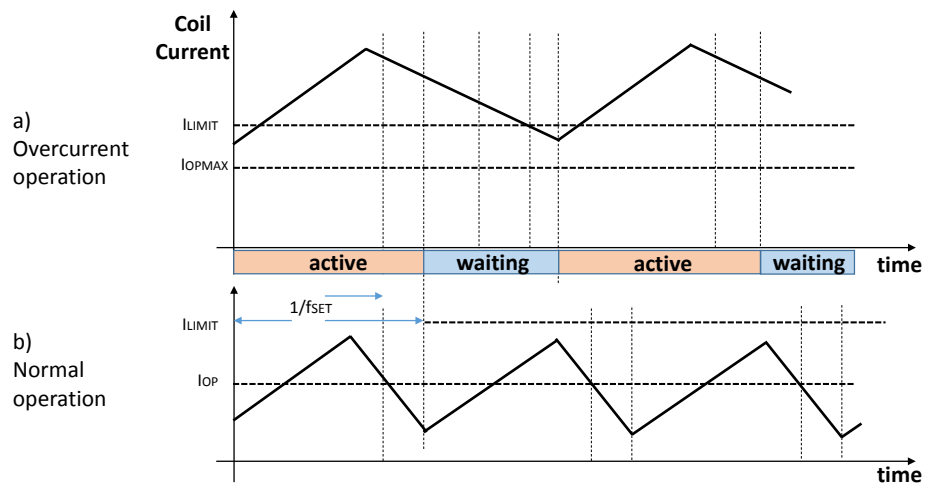 Coil
Current
a)
Overcurrent
operation
ILIMIT
IOPMAX
active
waiting
active
waiting
time
1/fSET
ILIMIT
b)
Normal
operation
IOP
time